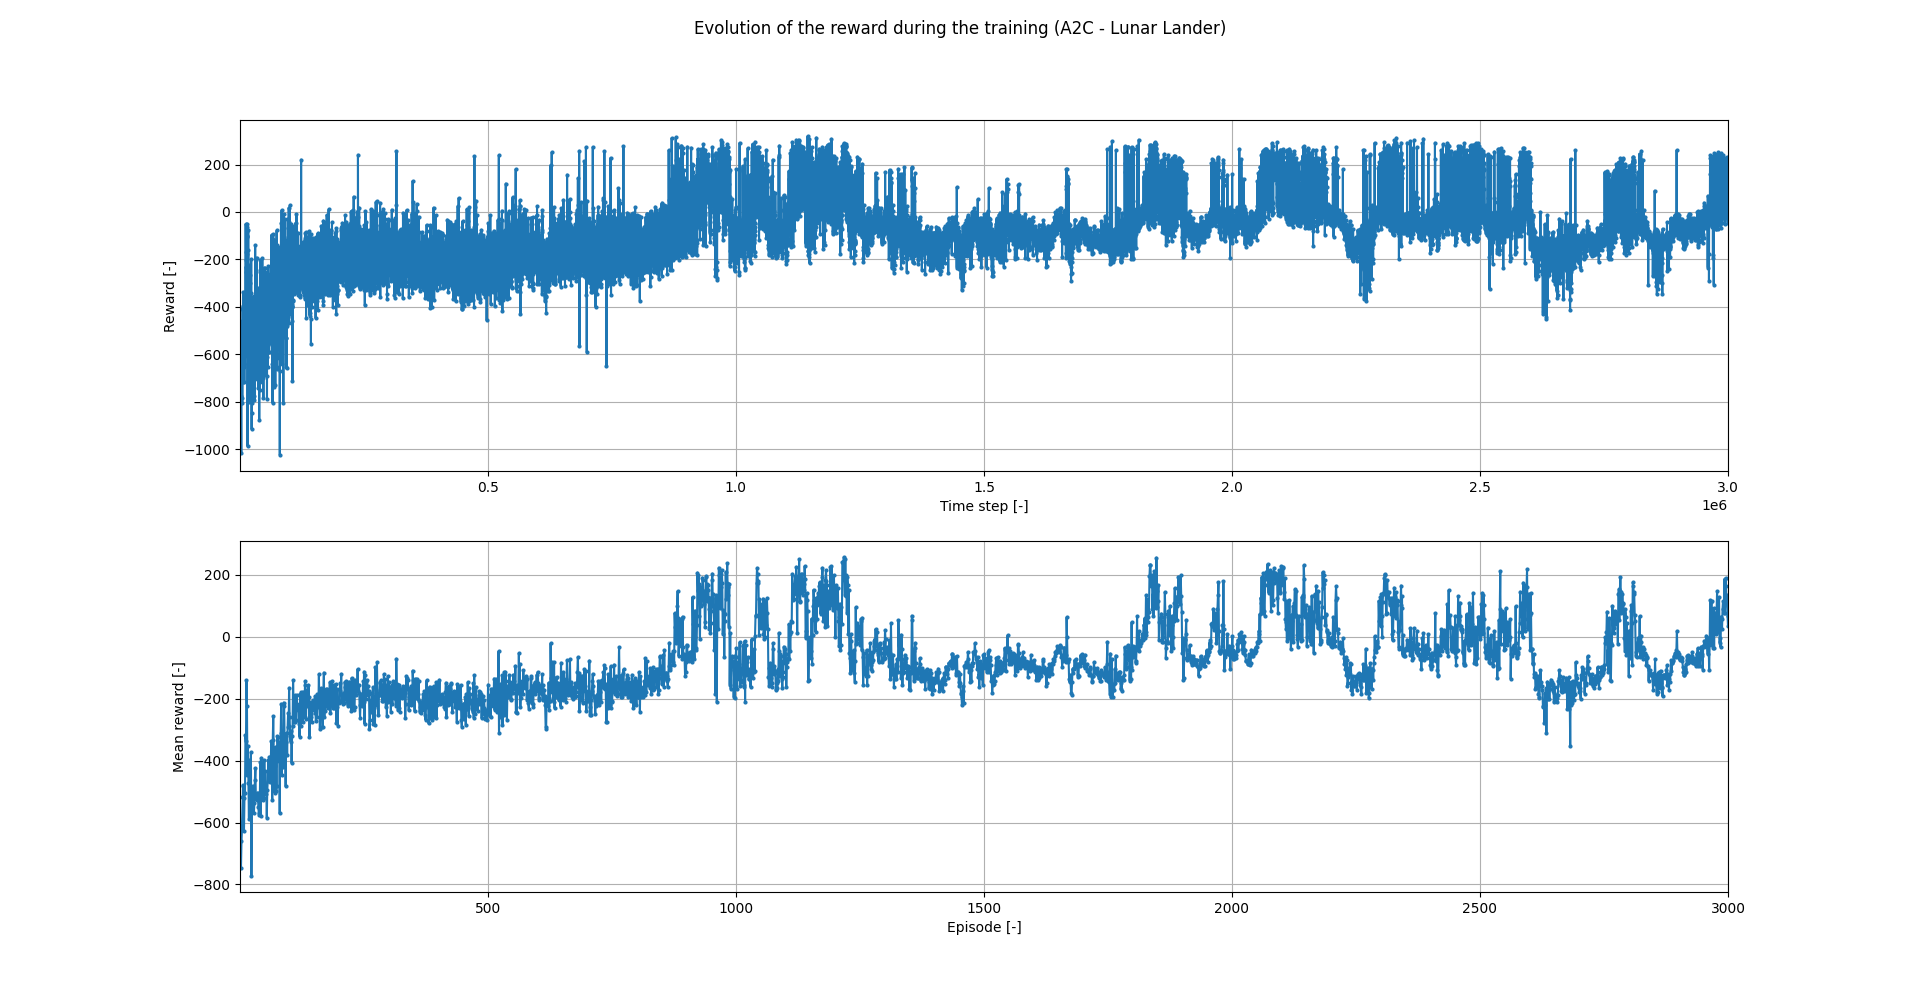 Evolution of the reward during the training (A2C - Lunar Lander)
Reward [-]
200
0
−200
−400
−600
−800
−1000
0.5 1.0 1.5 2.0 2.5 3.0
1e6
Time step [-]
Mean reward [-]
200
0
−200
−400
−600
−800
500 1000 1500 2000 2500 3000
Episode [-]